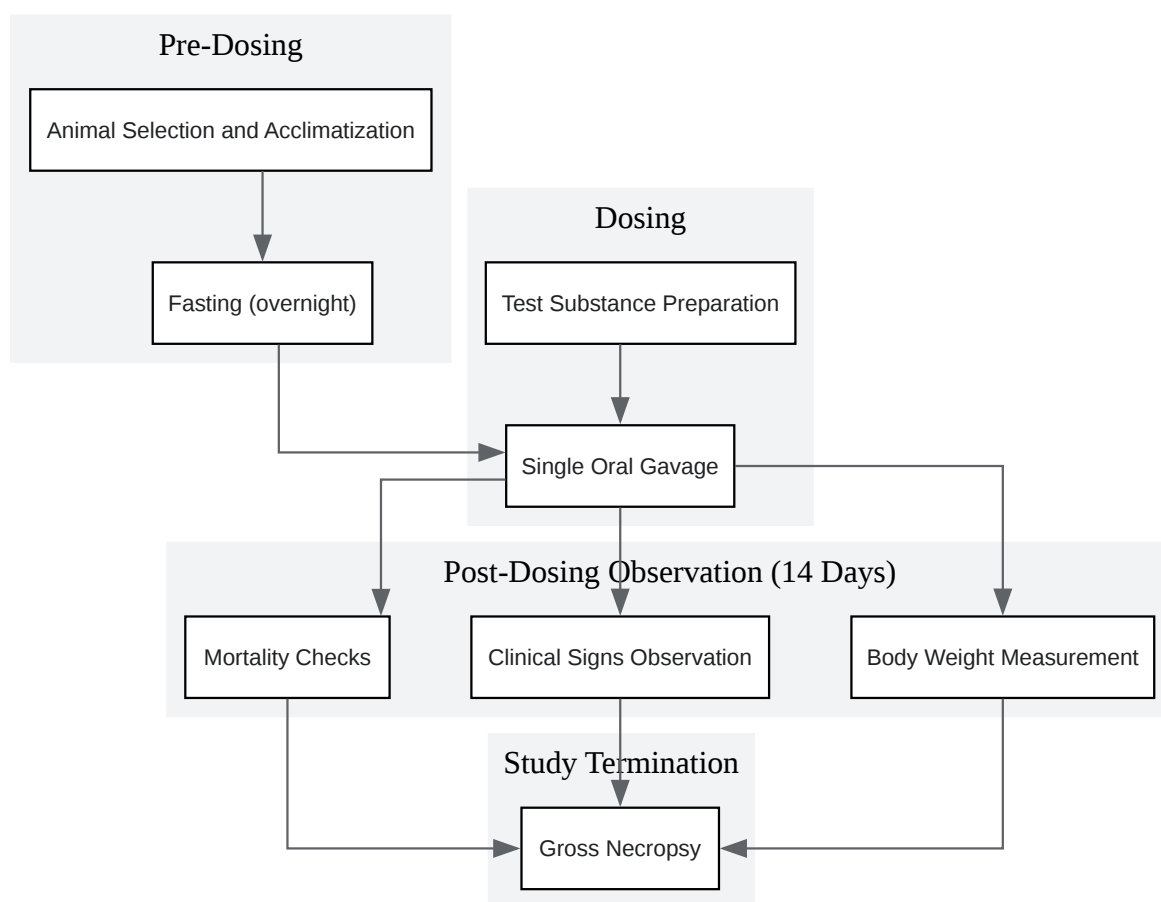 Pre-Dosing
Animal Selection and Acclimatization
Fasting (overnight)
Dosing
Test Substance Preparation
Single Oral Gavage
Post-Dosing Observation (14 Days)
Mortality Checks
Clinical Signs Observation
Body Weight Measurement
Study Termination
Gross Necropsy